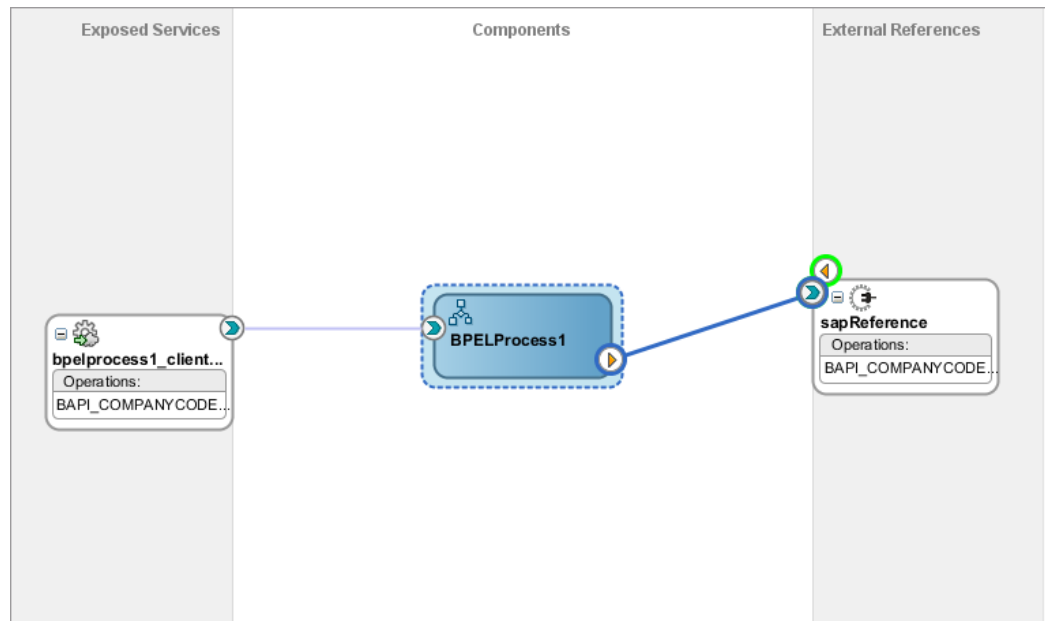 Exposed Services
Components
External References
bpelprocess1_client...
Operations:
BAPI_COMPANYCODE...
BPELProcess1
sapReference
Operations:
BAPI_COMPANYCODE...